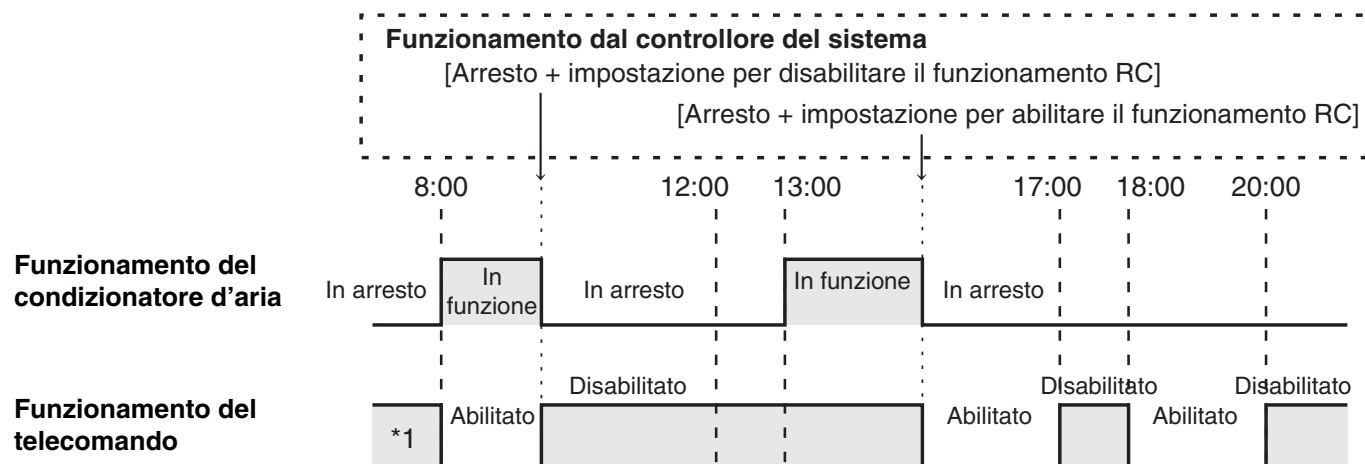 Funzionamento dal controllore del sistema
[Arresto + impostazione per disabilitare il funzionamento RC]
[Arresto + impostazione per abilitare il funzionamento RC]
8:00 12:00 13:00 17:00 18:00 20:00
Funzionamento del
condizionatore d'aria
In arresto
In
funzione
In arresto
In funzione
In arresto
Funzionamento del
telecomando
*1
Abilitato
Disabilitato
Abilitato
Disabilitato
Abilitato
Disabilitato